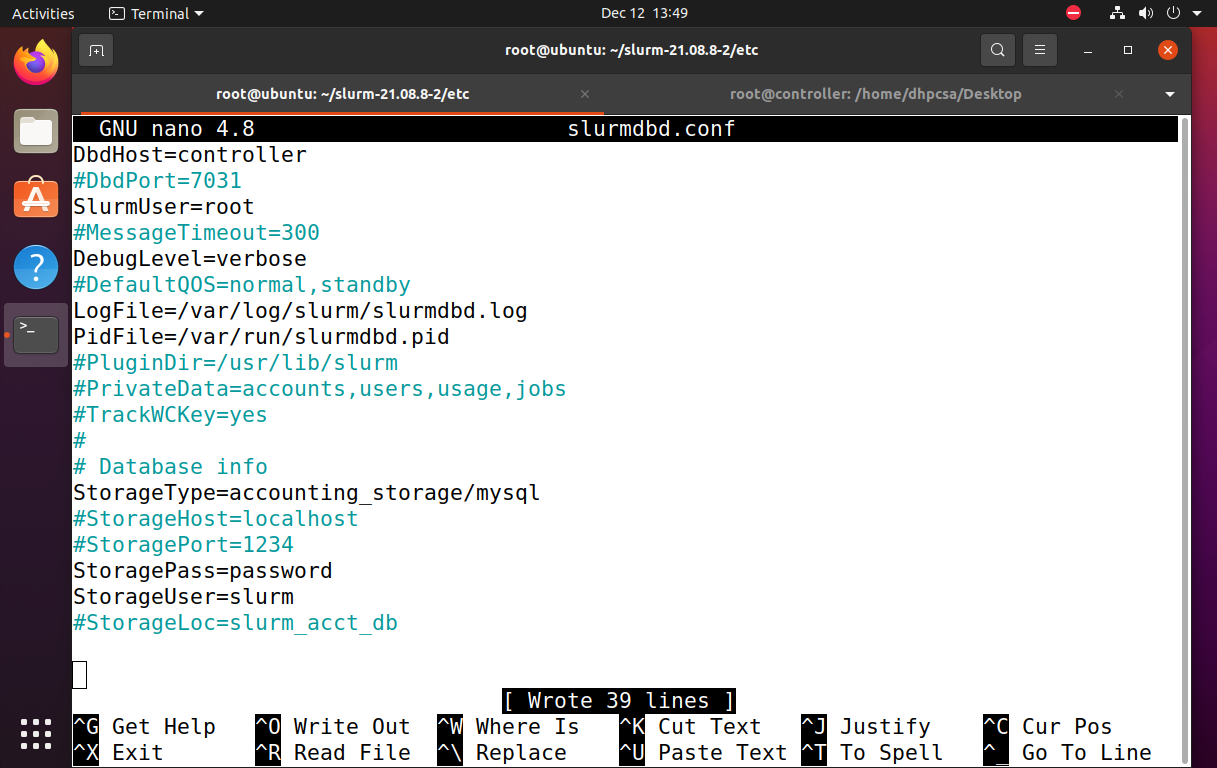 Activities Terminal Dec 12 13:49
root@ubuntu: ~/slurm-21.08.8-2/etc
root@ubuntu: ~/slurm-21.08.8-2/etc root@controller: /home/dhpcsa/Desktop
GNU nano 4.8 slurmdbd.conf
DbdHost=controller
#DbdPort=7031
SlurmUser=root
#MessageTimeout=300
DebugLevel=verbose
#DefaultQOS=normal,standby
LogFile=/var/log/slurm/slurmdbd.log
PidFile=/var/run/slurmdbd.pid
#PluginDir=/usr/lib/slurm
#PrivateData=accounts,users,usage,jobs
#TrackWCKey=yes
#
# Database info
StorageType=accounting_storage/mysql
#StorageHost=localhost
#StoragePort=1234
StoragePass=password
StorageUser=slurm
#StorageLoc=slurm_acct_db
[ Wrote 39 lines ]
^G Get Help ^O Write Out ^W Where Is ^K Cut Text ^J Justify ^C Cur Pos
^X Exit ^R Read File ^\ Replace ^U Paste Text ^T To Spell ^_ Go To Line